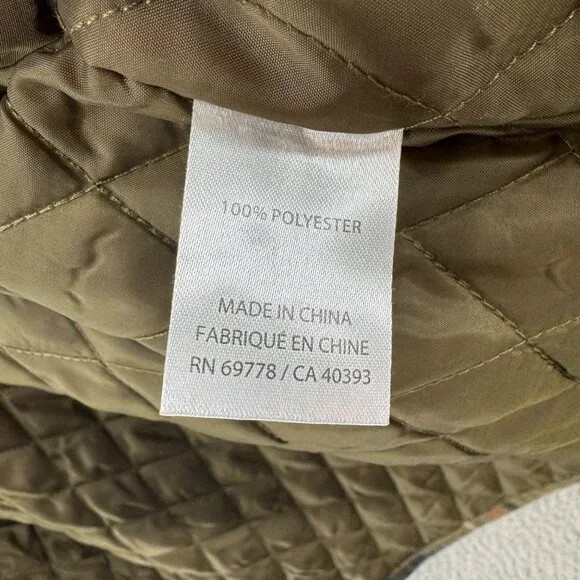 100% POLYESTER
MADE IN CHINA
FABRIQUÉ EN CHINE
RN 69778 / CA 40393